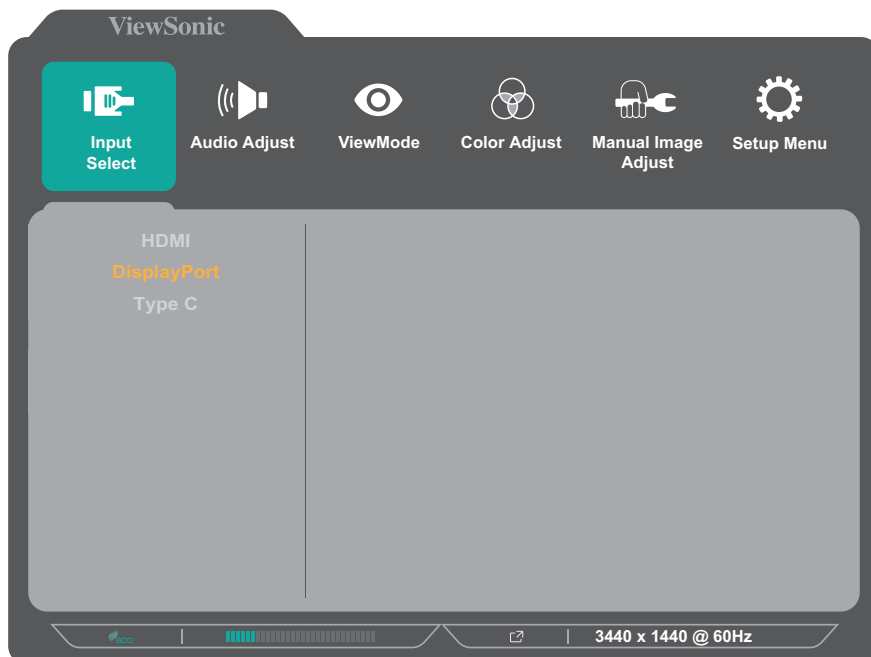 ViewSonic
Input
Select
Audio Adjust
ViewMode
Color Adjust
Manual Image
Adjust
Setup Menu
HDMI
DisplayPort
Type C
eco
3440 x 1440 @ 60Hz